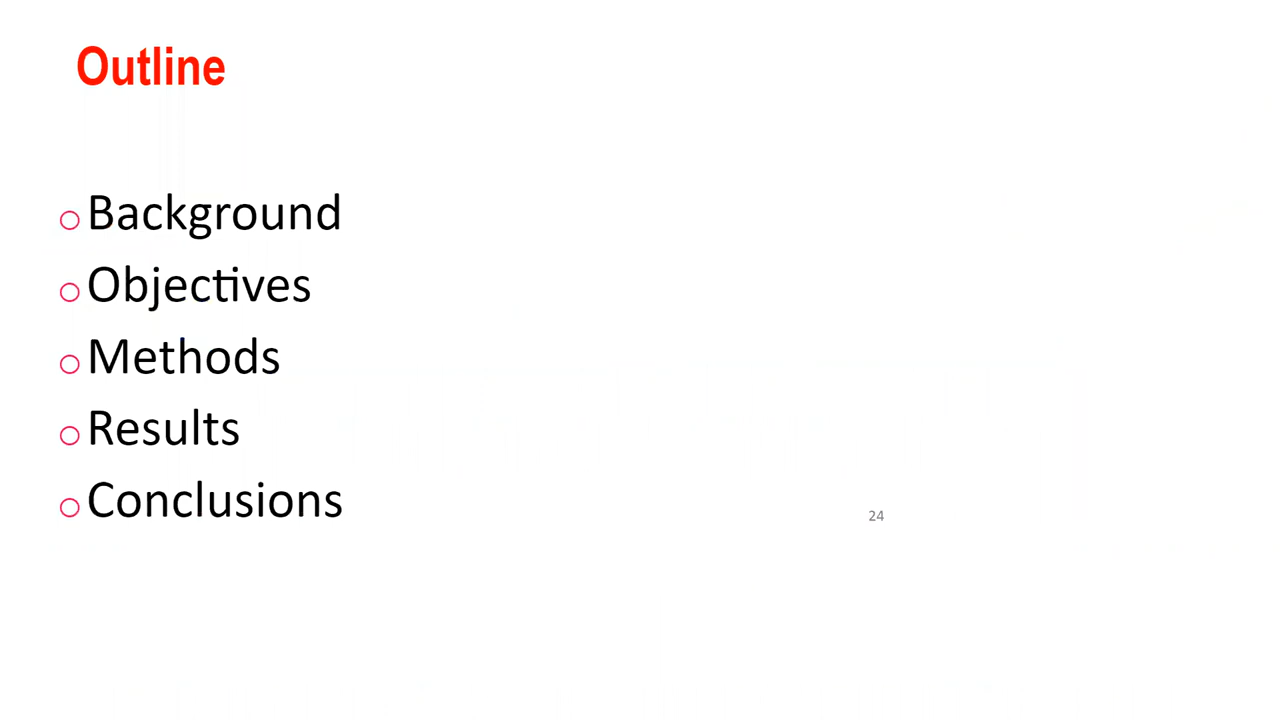 Outline
Background
Objectives
Methods
Results
Conclusions
24